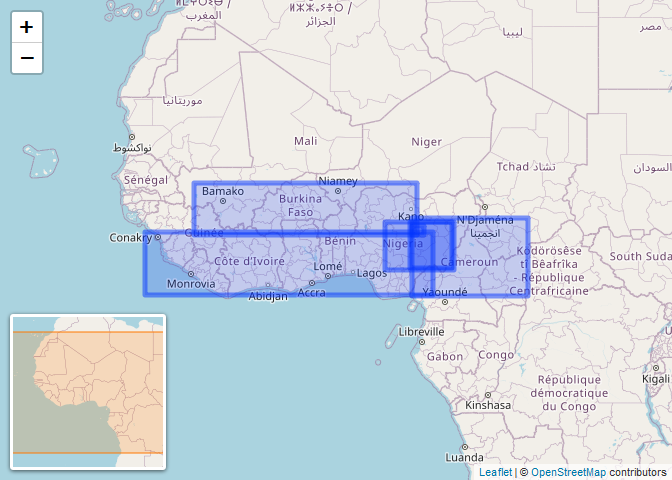 +
−
المغرب
الجزائر
ليبيا
مصر
موريتانيا
نواكشوط
Mali
Niger
Tchad تشاد
السودان
Sénégal
Bamako
Niamey
Burkina
Faso
Kano
N'Djaména
انجمينا
Conakry
Guinée
Côte d'Ivoire
Bénin
Nigeria
Cameroun
Ködörösêse
tî Bêafrîka
- République
Centrafricaine
South Suda
Monrovia
Lomé
Lagos
Abidjan
Accra
Yaoundé
Libreville
Gabon
Congo
République
démocratique
du Congo
Kigali
Kinshasa
Luanda
Leaflet | © OpenStreetMap contributors